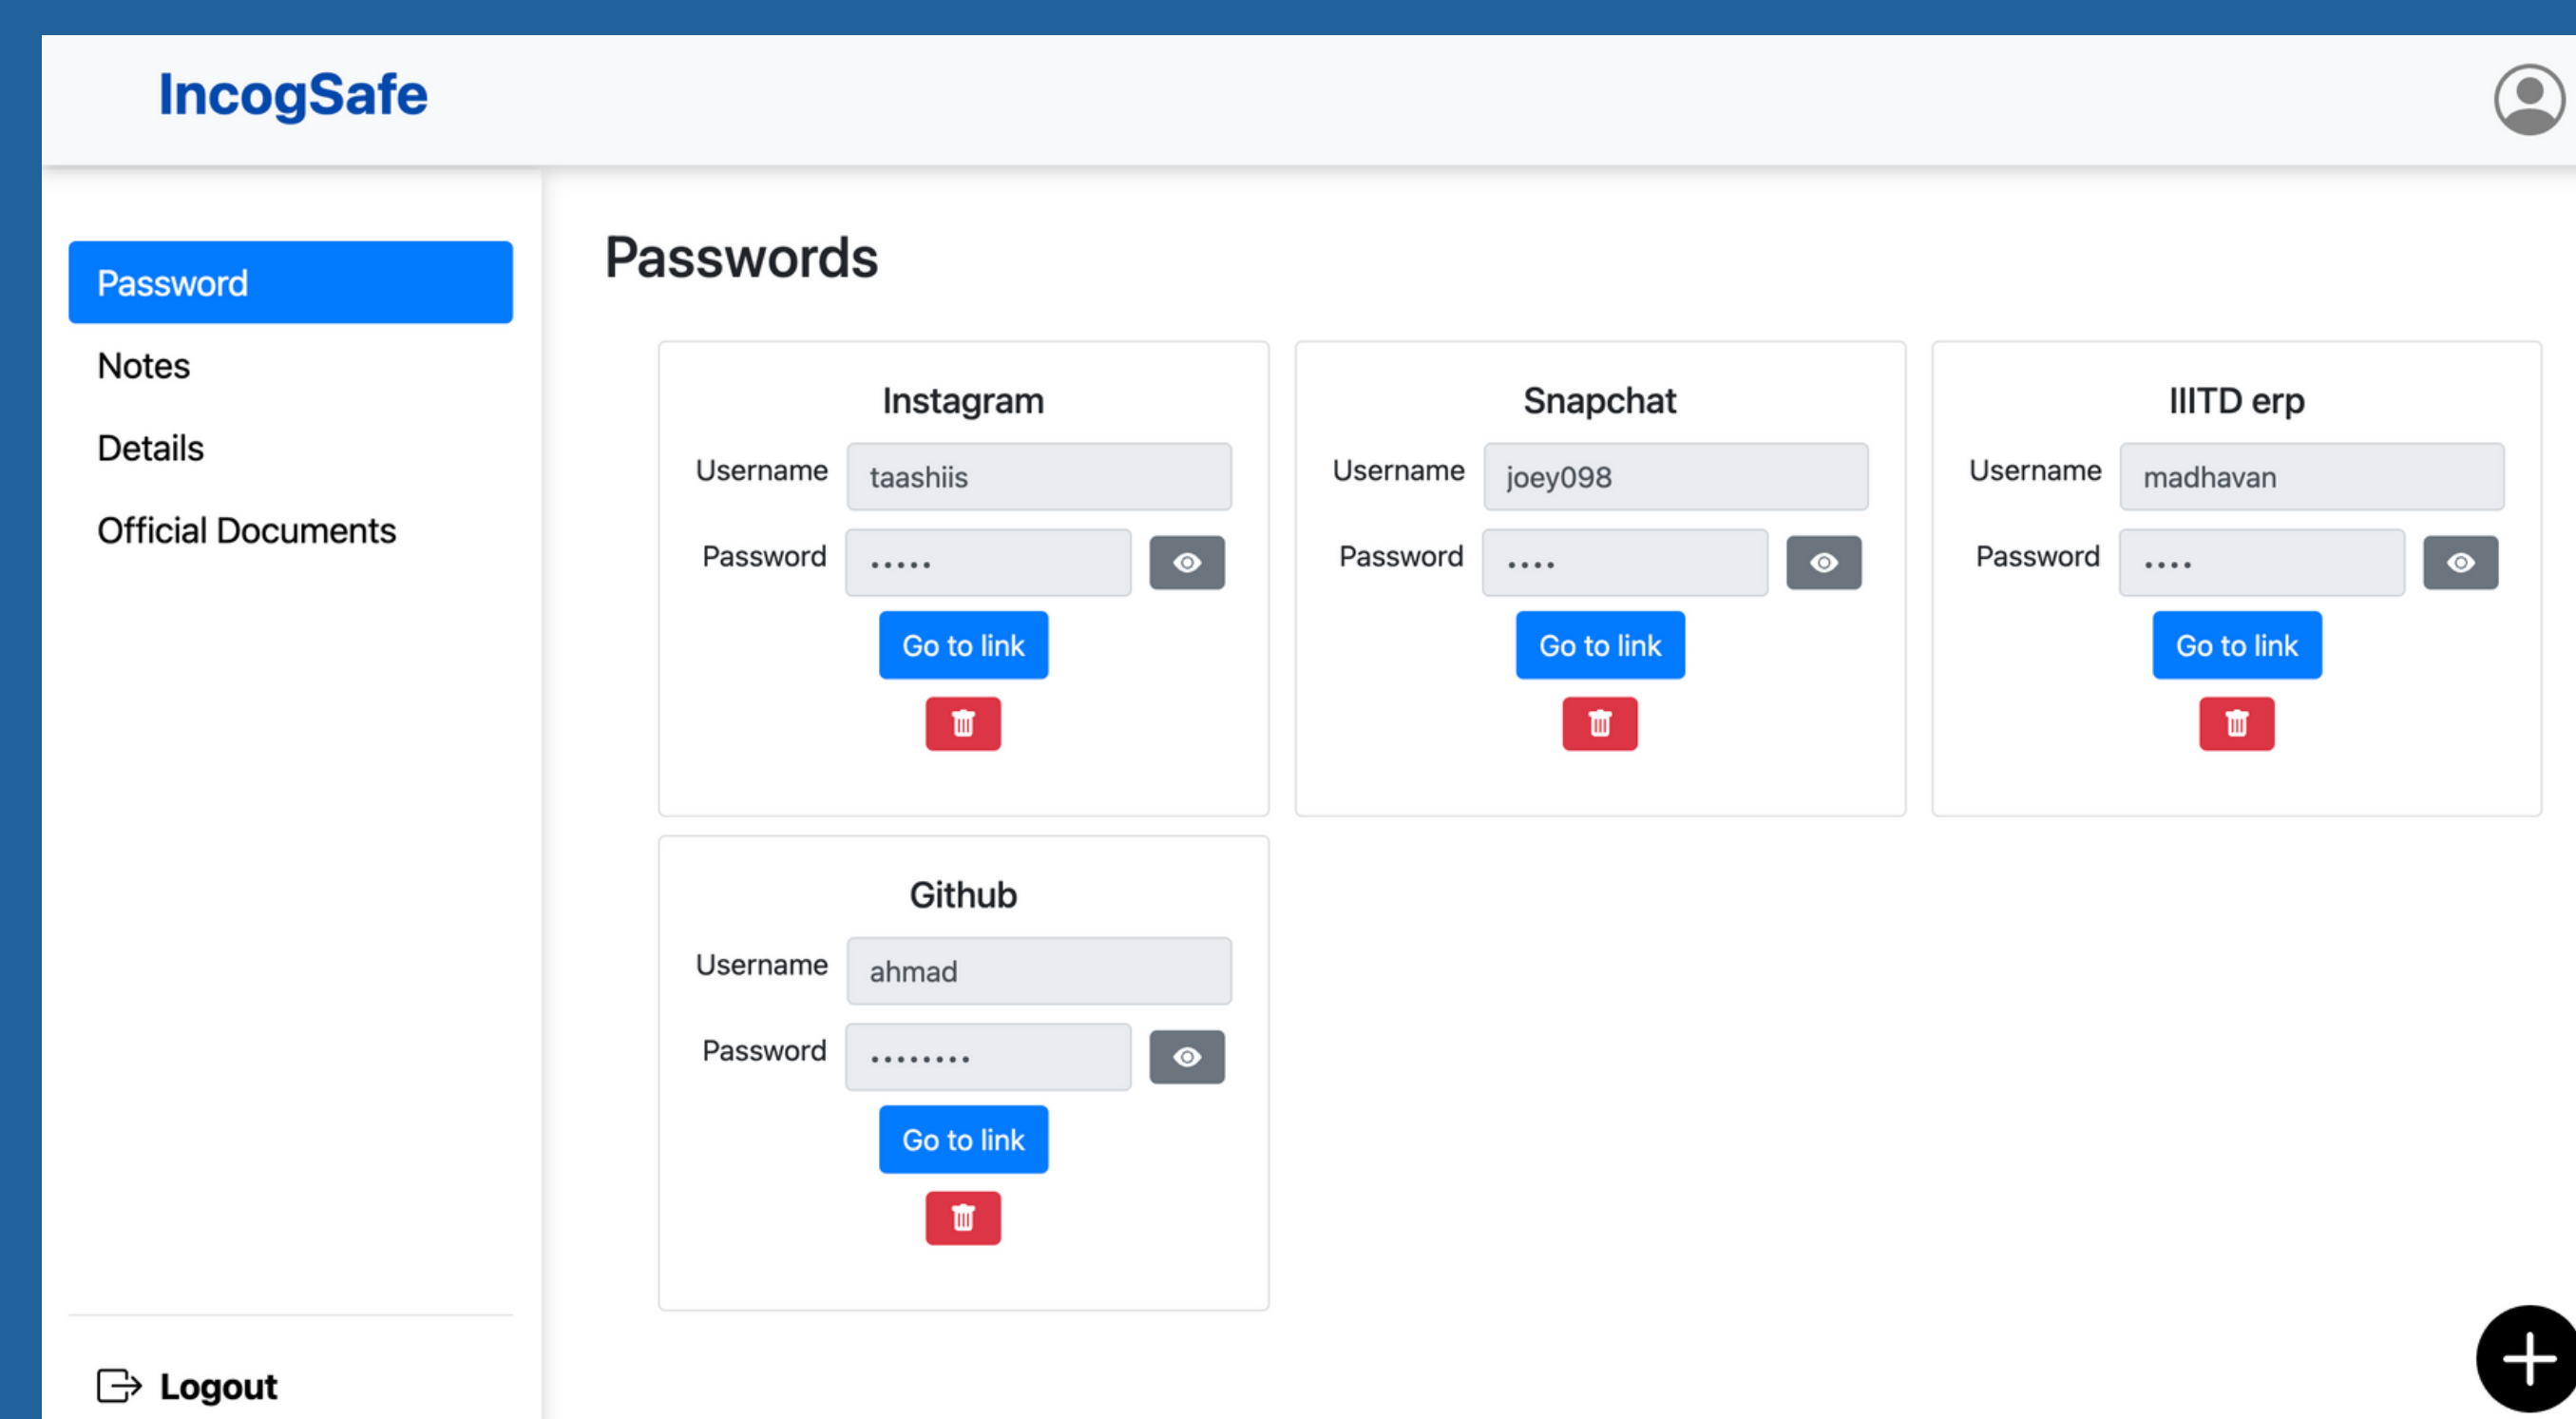 IncogSafe
Password
Notes
Details
Official Documents
Logout
Passwords
Instagram
Username taashiis
Password •••••
Go to link
Snapchat
Username joey098
Password ••••
Go to link
IIITD erp
Username madhavan
Password ••••
Go to link
Github
Username ahmad
Password ••••••••
Go to link